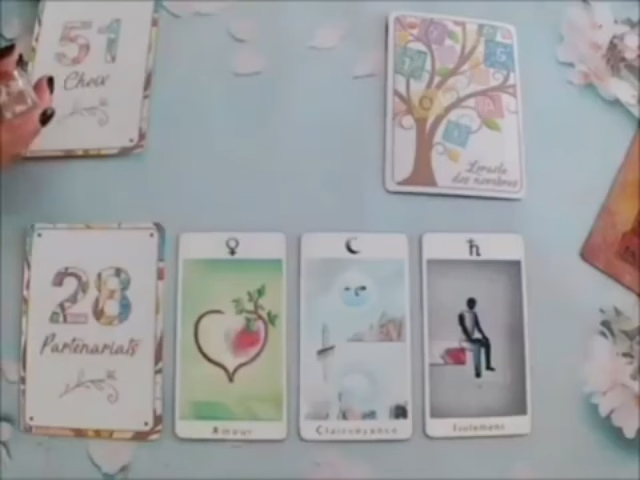 51
Choix
L'oracle
des nombres
28
Partenariats
Amour
Clairvoyance
Isolement